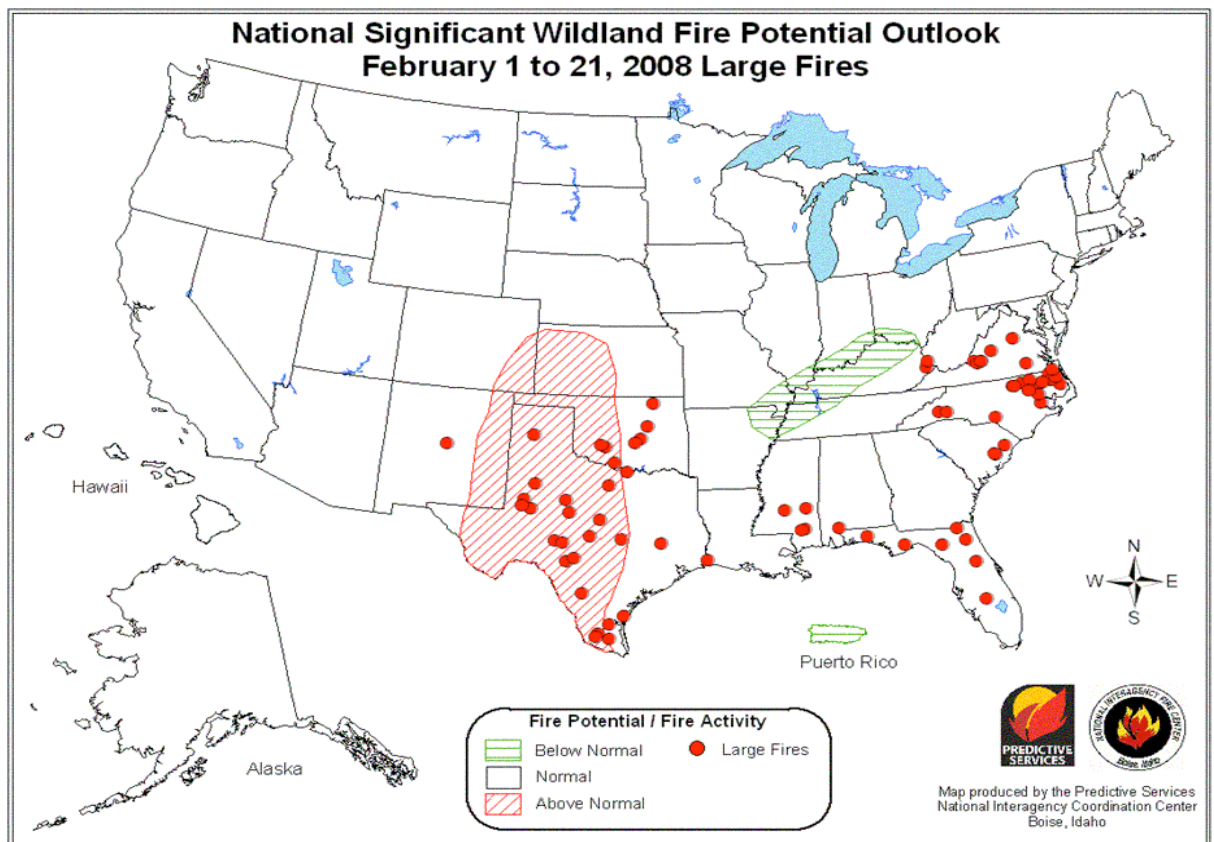 National Significant Wildland Fire Potential Outlook
February 1 to 21, 2008 Large Fires
Hawaii
N
W E
S
Puerto Rico
Alaska
Fire Potential / Fire Activity
Below Normal
Large Fires
Normal
Above Normal
PREDICTIVE
SERVICES
NATIONAL INTERAGENCY FIRE CENTER
Boise, Idaho
Map produced by the Predictive Services
National Interagency Coordination Center
Boise, Idaho